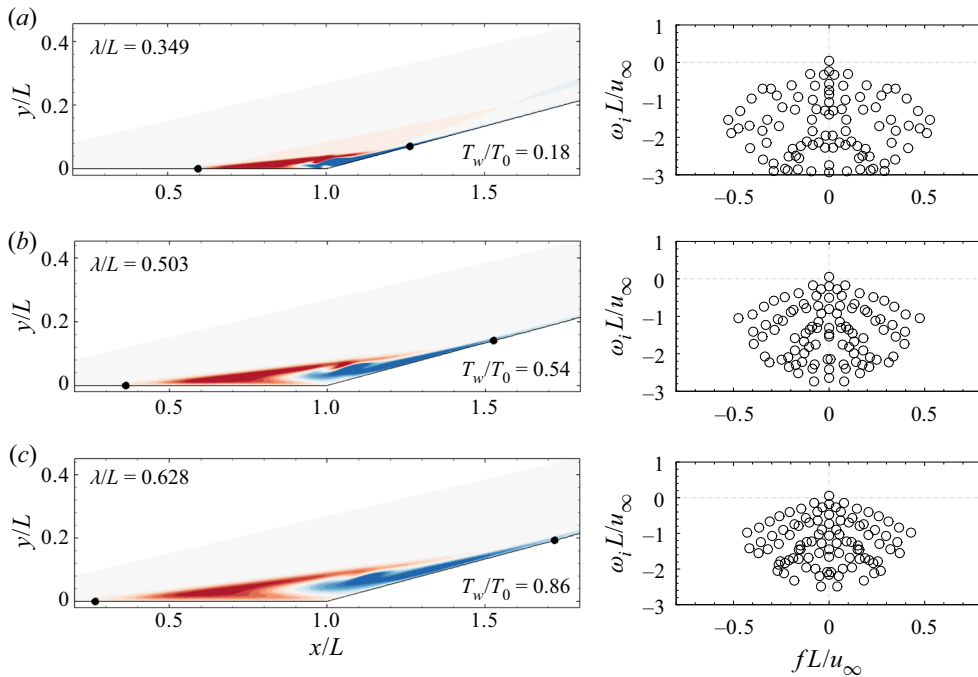 (a)
λ/L = 0.349
T_w/T_0 = 0.18
y/L
0.4
0.2
0
0.5
1.0
1.5
ω_i L/u_∞
1
0
−1
−2
−3
−0.5
0
0.5
(b)
λ/L = 0.503
T_w/T_0 = 0.54
y/L
0.4
0.2
0
0.5
1.0
1.5
ω_i L/u_∞
1
0
−1
−2
−3
−0.5
0
0.5
(c)
λ/L = 0.628
T_w/T_0 = 0.86
y/L
0.4
0.2
0
0.5
1.0
1.5
x/L
ω_i L/u_∞
1
0
−1
−2
−3
−0.5
0
0.5
fL/u_∞